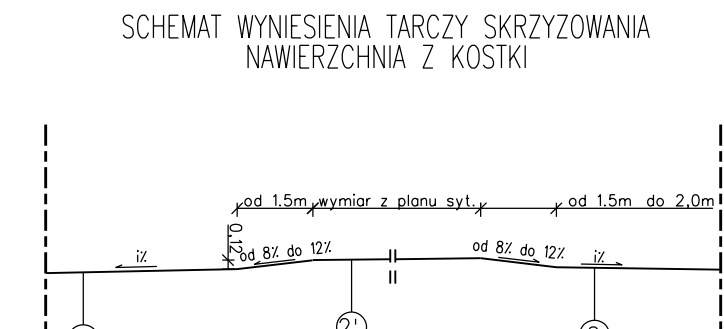 SCHEMAT WYNIESIENIA TARCZY SKRZYZOWANIA
NAWIERZCHNIA Z KOSTKI
od 1.5m wymiar z planu syt. od 1.5m do 2,0m
0,12
i% od 8% do 12% od 8% do 12% i%
2'